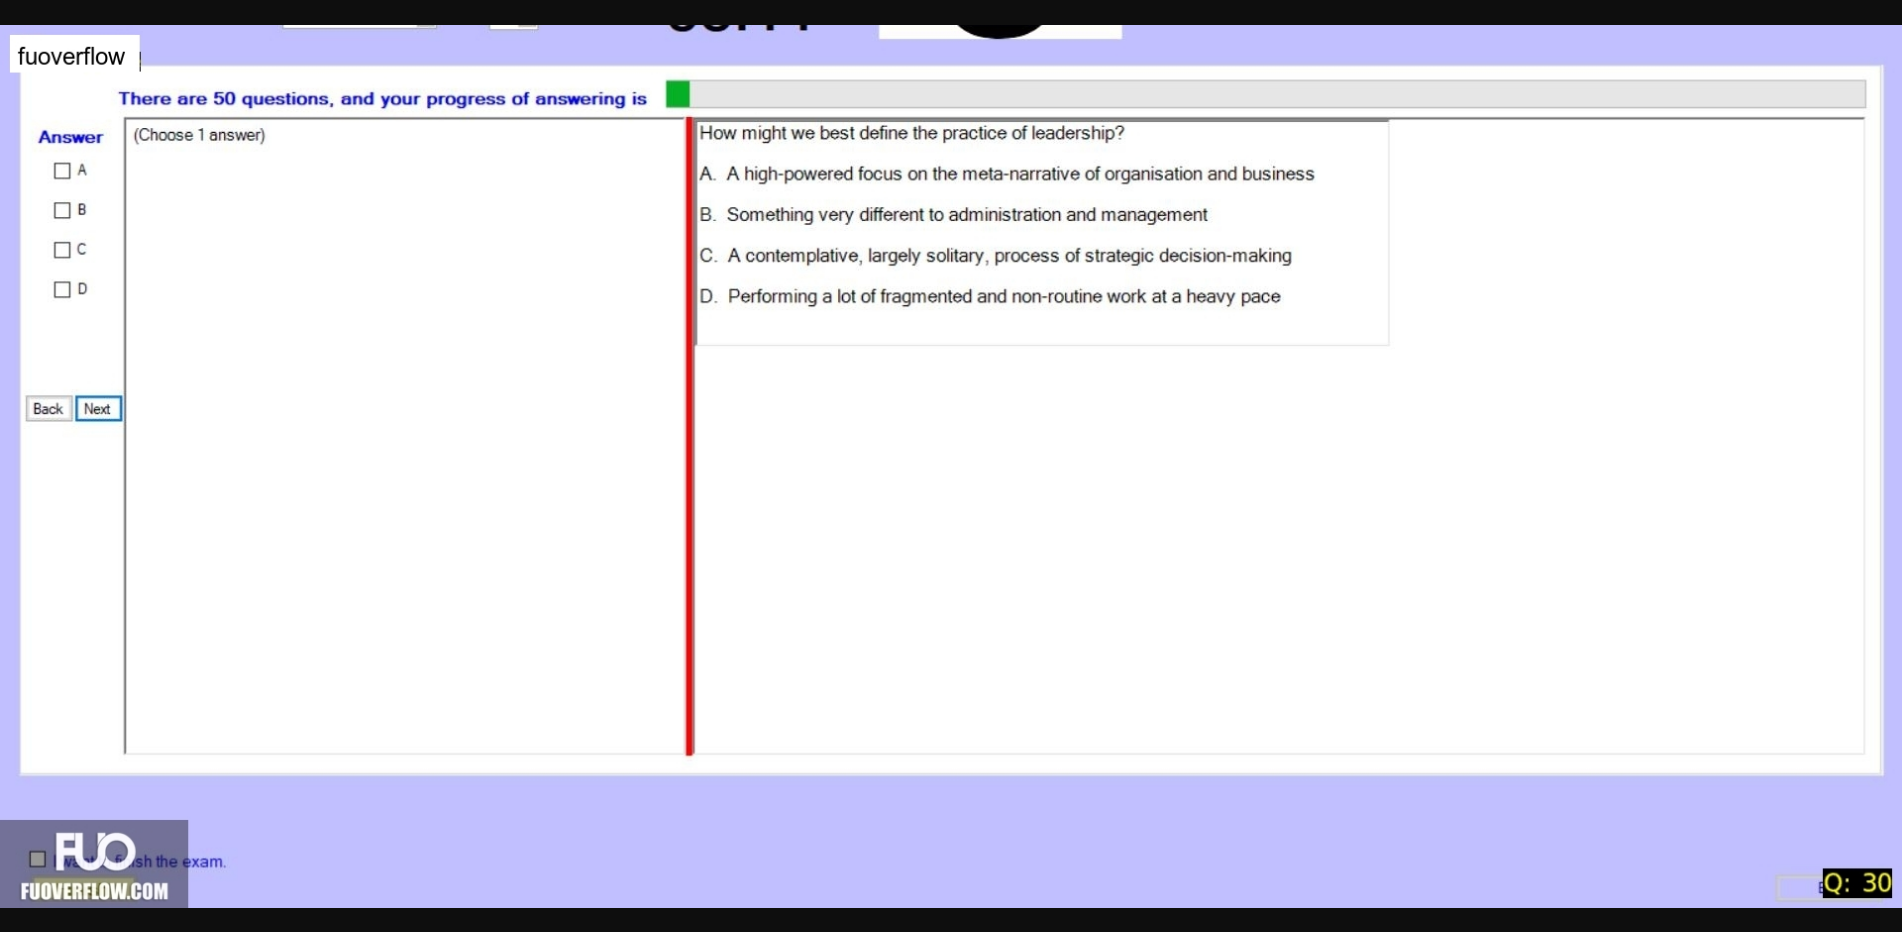 fuoverflow
There are 50 questions, and your progress of answering is
Answer
(Choose 1 answer)
A
B
C
D
Back
Next
How might we best define the practice of leadership?
A. A high-powered focus on the meta-narrative of organisation and business
B. Something very different to administration and management
C. A contemplative, largely solitary, process of strategic decision-making
D. Performing a lot of fragmented and non-routine work at a heavy pace
FUO
the exam.
FUOVERFLOW.COM
Q: 30